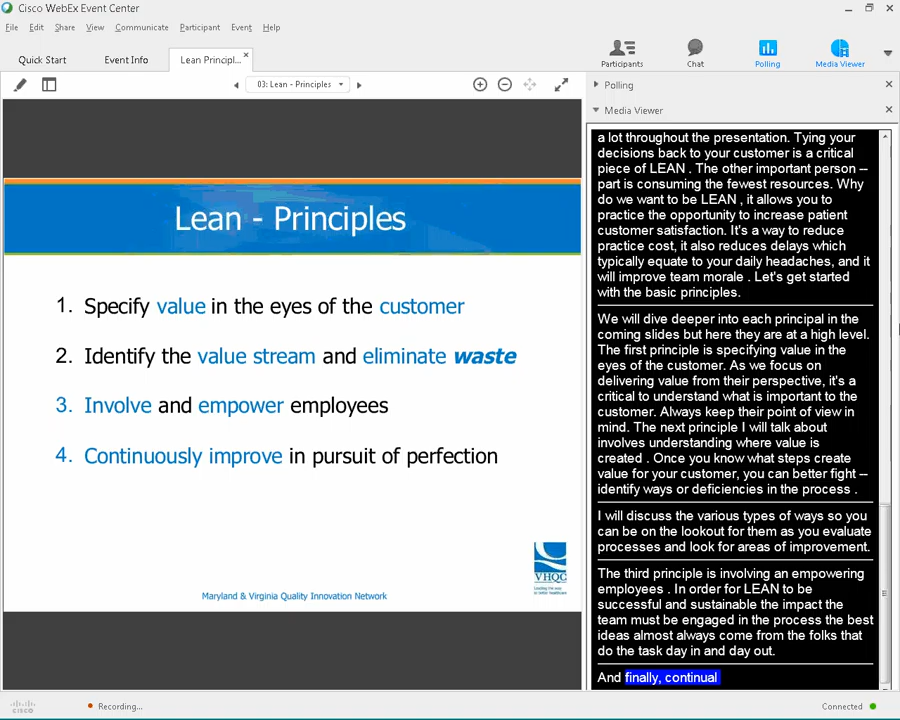 Cisco WebEx Event Center
File Edit Share View Communicate Participant Event Help
Quick Start Event Info Lean Principl...
Participants Chat Polling Media Viewer
03: Lean - Principles
Polling
Media Viewer
Lean - Principles
1. Specify value in the eyes of the customer
2. Identify the value stream and eliminate waste
3. Involve and empower employees
4. Continuously improve in pursuit of perfection
VHQC
Maryland & Virginia Quality Innovation Network
a lot throughout the presentation. Tying your
decisions back to your customer is a critical
piece of LEAN . The other important person --
part is consuming the fewest resources. Why
do we want to be LEAN , it allows you to
practice the opportunity to increase patient
customer satisfaction. It's a way to reduce
practice cost, it also reduces delays which
typically equate to your daily headaches, and it
will improve team morale . Let's get started
with the basic principles.
We will dive deeper into each principal in the
coming slides but here they are at a high level.
The first principle is specifying value in the
eyes of the customer. As we focus on
delivering value from their perspective, it's a
critical to understand what is important to the
customer. Always keep their point of view in
mind. The next principle I will talk about
involves understanding where value is
created . Once you know what steps create
value for your customer, you can better fight --
identify ways or deficiencies in the process .
I will discuss the various types of ways so you
can be on the lookout for them as you evaluate
processes and look for areas of improvement.
The third principle is involving an empowering
employees . In order for LEAN to be
successful and sustainable the impact the
team must be engaged in the process the best
ideas almost always come from the folks that
do the task day in and day out.
And finally, continual
CISCO
Recording...
Connected